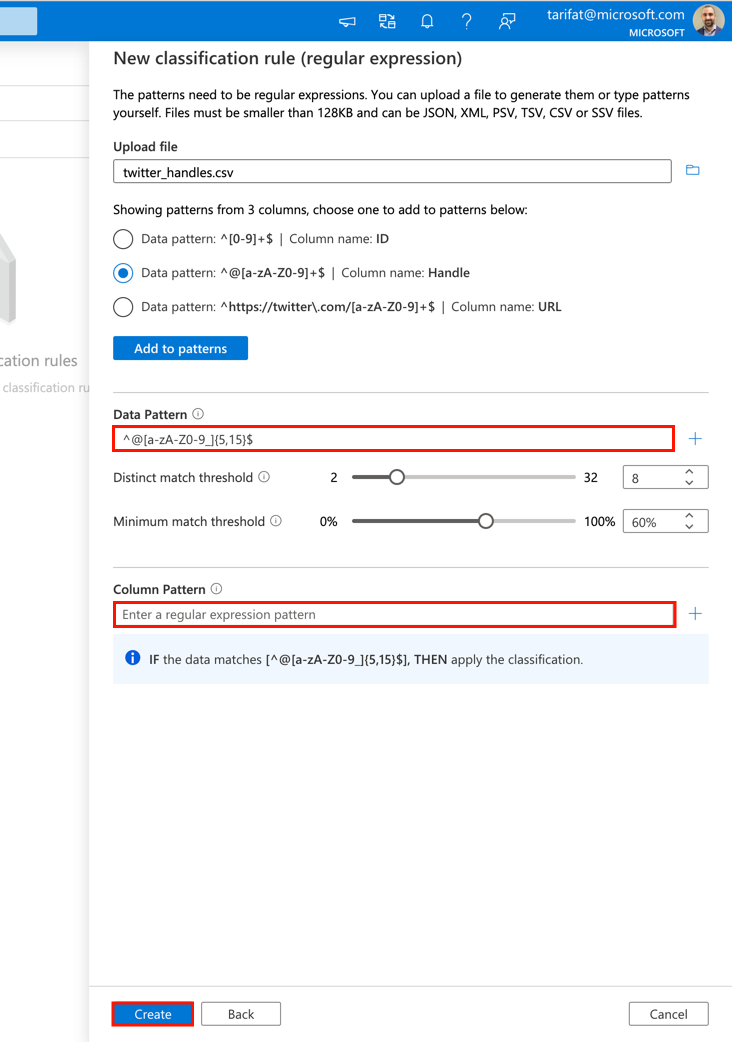 tarifat@microsoft.com
MICROSOFT
New classification rule (regular expression)
The patterns need to be regular expressions. You can upload a file to generate them or type patterns
yourself. Files must be smaller than 128KB and can be JSON, XML, PSV, TSV, CSV or SSV files.
Upload file
twitter_handles.csv
Showing patterns from 3 columns, choose one to add to patterns below:
Data pattern: ^[0-9]+$ | Column name: ID
Data pattern: ^@[a-zA-Z0-9]+$ | Column name: Handle
Data pattern: ^https://twitter\.com/[a-zA-Z0-9]+$ | Column name: URL
cation rules
classification ru
Add to patterns
Data Pattern
^@[a-zA-Z0-9_]{5,15}$
Distinct match threshold 2 32 8
Minimum match threshold 0% 100% 60%
Column Pattern
Enter a regular expression pattern
IF the data matches [^@[a-zA-Z0-9_]{5,15}$], THEN apply the classification.
Create Back Cancel